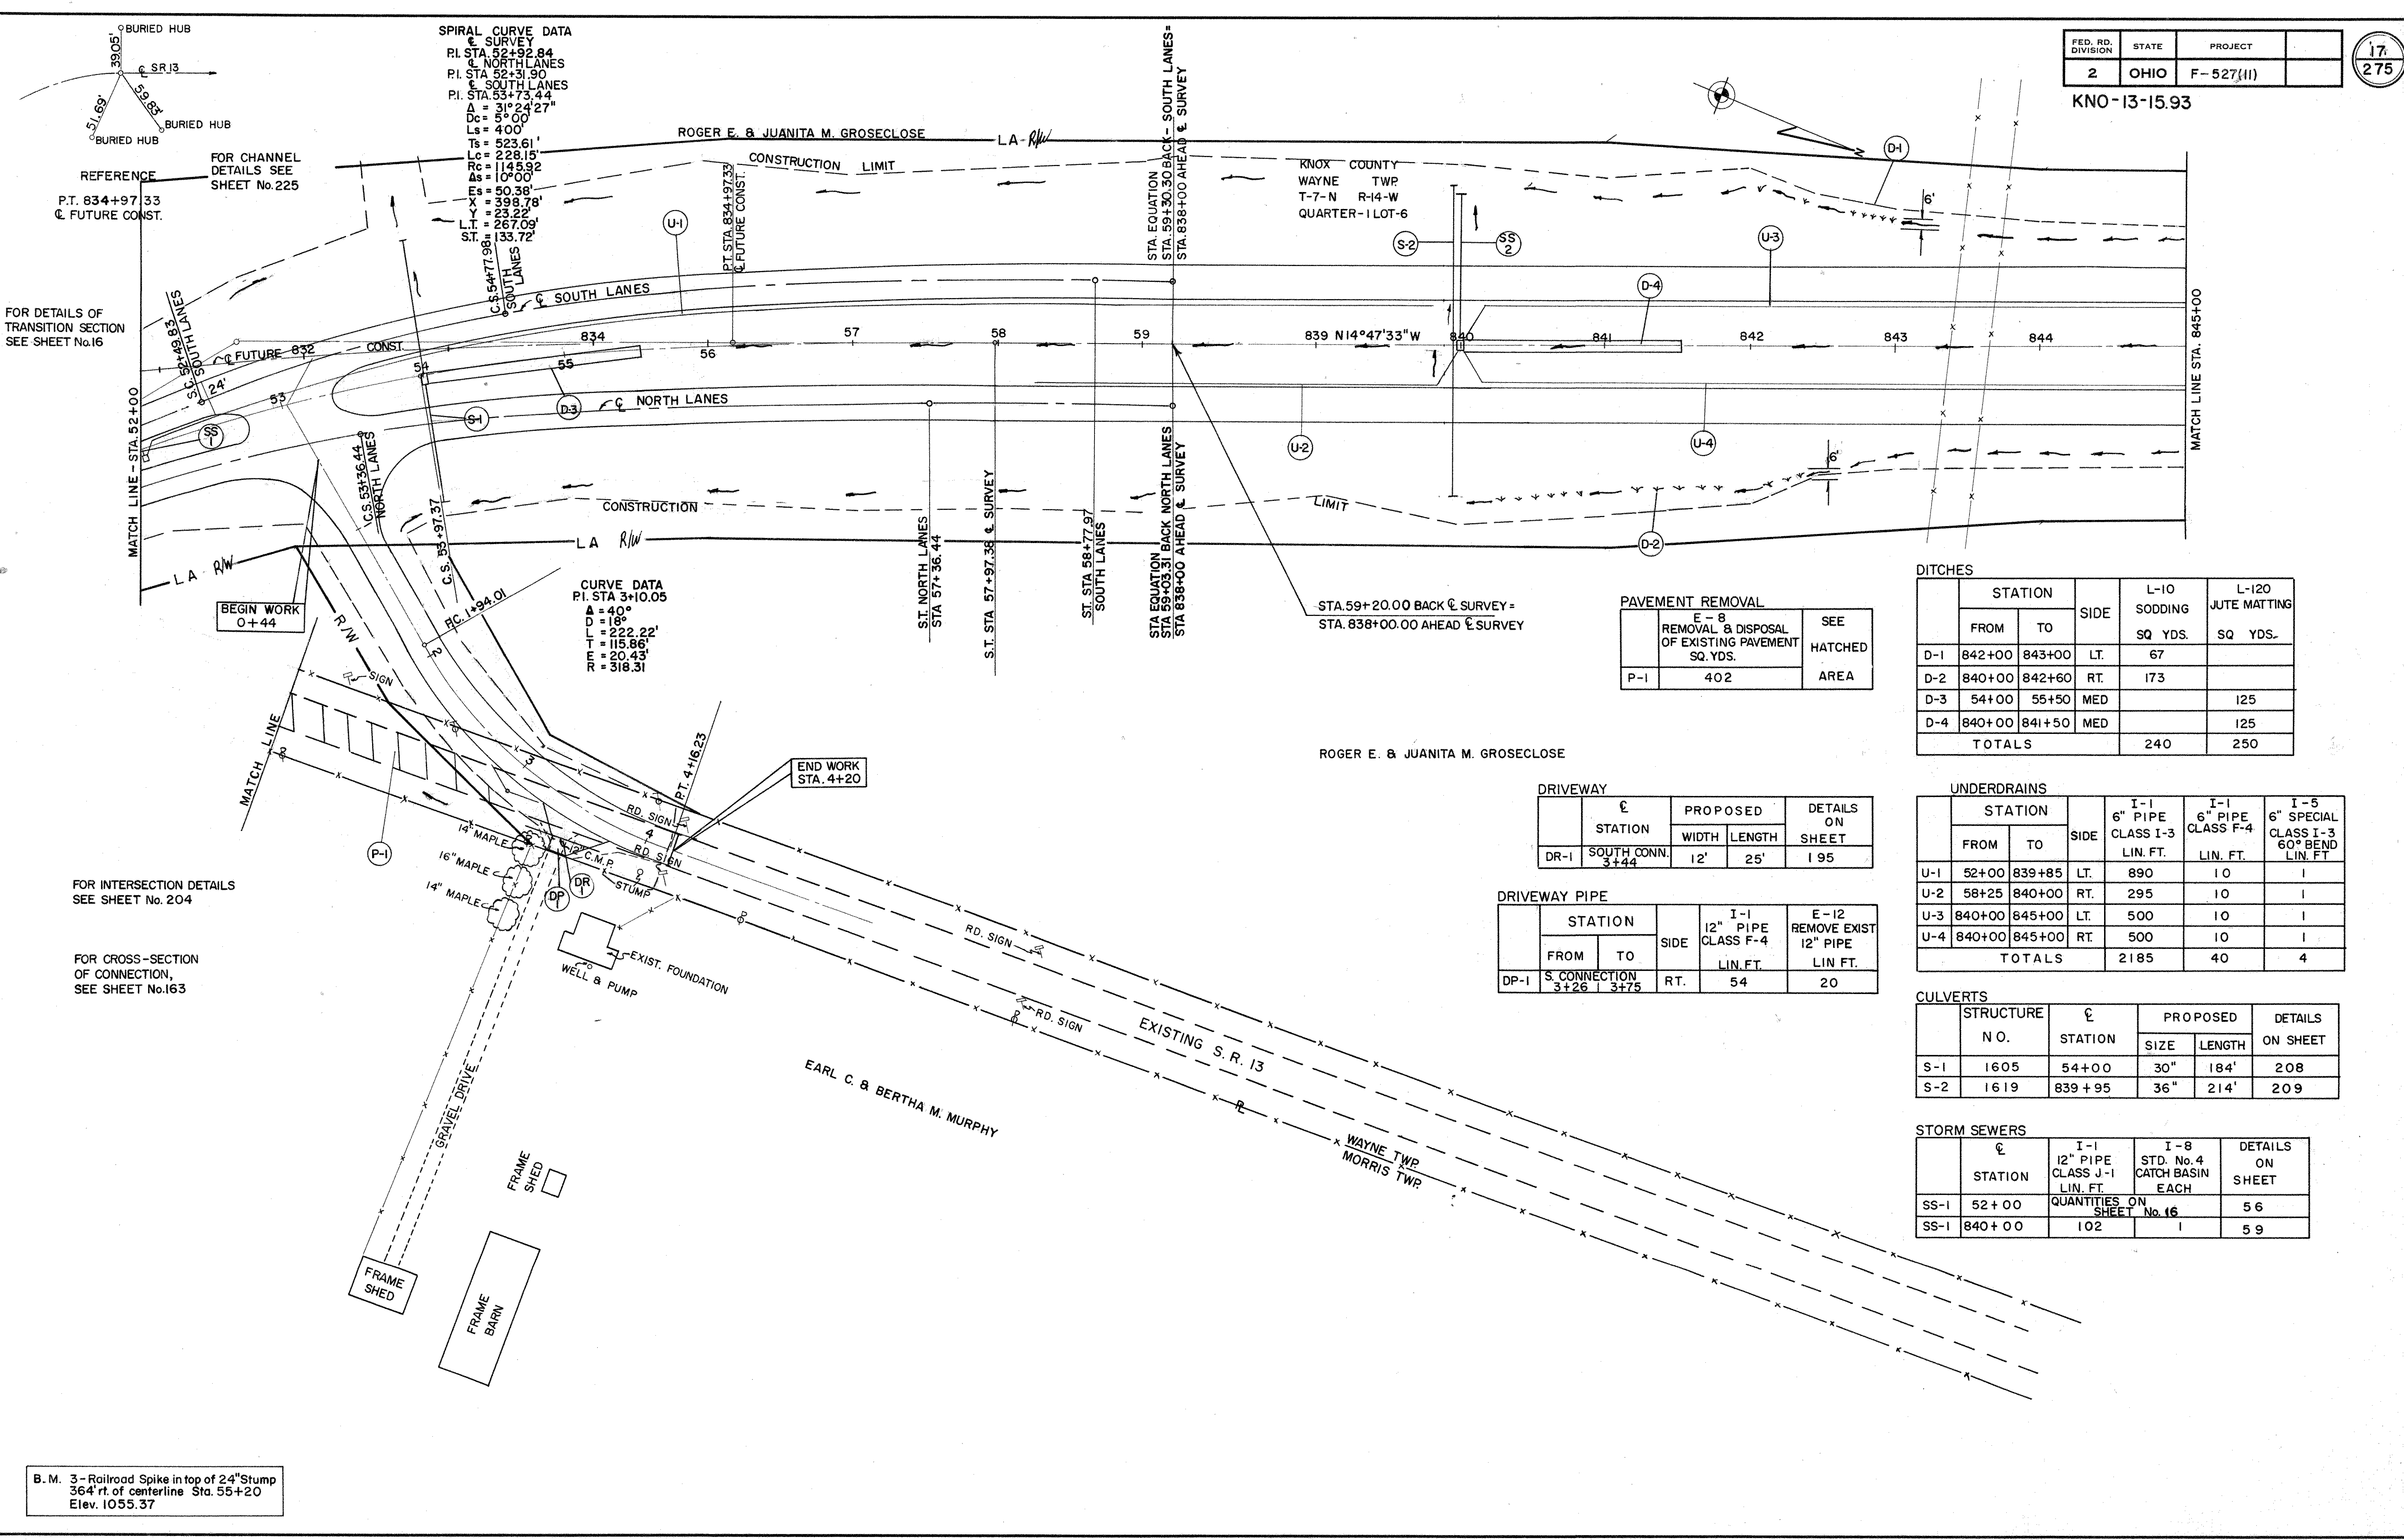 BURIED HUB
39.05'
℄ SR 13
51.69'
59.83'
BURIED HUB
BURIED HUB
REFERENCE
P.T. 834+97.33
℄ FUTURE CONST.
FOR CHANNEL
DETAILS SEE
SHEET No. 225
SPIRAL CURVE DATA
℄ SURVEY
P.I. STA. 52+92.84
℄ NORTH LANES
P.I. STA 52+31.90
℄ SOUTH LANES
P.I. STA. 53+73.44
Δ = 31°24'27"
Dc = 5°00'
Ls = 400'
Ts = 523.61'
Lc = 228.15'
Rc = 1145.92
Δs = 10°00'
Es = 50.38'
X = 398.78'
Y = 23.22'
L.T. = 267.09'
S.T. = 133.72'
FED. RD.
DIVISION
STATE
PROJECT
2
OHIO
F-527(11)
17
275
KNO-13-15.93
ROGER E. & JUANITA M. GROSECLOSE
LA R/W
CONSTRUCTION LIMIT
P.T. STA. 834+97.33
℄ FUTURE CONST.
STA. EQUATION
STA. 59+30.30 BACK - SOUTH LANES =
STA. 838+00 AHEAD ℄ SURVEY
KNOX COUNTY
WAYNE TWP.
T-7-N R-14-W
QUARTER-1 LOT-6
D-1
6'
U-1
S-2
SS
2
U-3
D-4
C.S. 54+77.98
SOUTH
LANES
℄ SOUTH LANES
FOR DETAILS OF
TRANSITION SECTION
SEE SHEET No. 16
S.C. 52+49.83
SOUTH LANES
24'
℄ FUTURE CONST.
832
834
53
54
55
56
57
58
59
839 N14°47'33"W
840
841
842
843
844
MATCH LINE - STA. 52+00
MATCH LINE STA. 845+00
SS
1
S-1
D-3
℄ NORTH LANES
U-2
U-4
6'
C.S. 53+36.44
NORTH LANES
C.S. 53+97.37
CONSTRUCTION
LIMIT
LA R/W
LA R/W
D-2
S.T. NORTH LANES
STA 57+36.44
S.T. STA 57+97.38 ℄ SURVEY
S.T. STA 58+77.97
SOUTH LANES
STA EQUATION
STA 59+03.31 BACK NORTH LANES
STA 838+00 AHEAD ℄ SURVEY
STA. 59+20.00 BACK ℄ SURVEY =
STA. 838+00.00 AHEAD ℄ SURVEY
BEGIN WORK
0+44
R/W
P.C. 1+94.01
CURVE DATA
P.I. STA 3+10.05
Δ = 40°
D = 18°
L = 222.22'
T = 115.86'
E = 20.43'
R = 318.31
2
3
4
SIGN
MATCH LINE
P.T. 4+16.23
END WORK
STA. 4+20
RD. SIGN
RD. SIGN
P-1
14" MAPLE
16" MAPLE
14" MAPLE
12" C.M.P.
STUMP
DP
1
DR
1
EXIST. FOUNDATION
WELL & PUMP
FOR INTERSECTION DETAILS
SEE SHEET No. 204
FOR CROSS-SECTION
OF CONNECTION,
SEE SHEET No. 163
RD. SIGN
RD. SIGN
EXISTING S.R. 13
GRAVEL DRIVE
EARL C. & BERTHA M. MURPHY
WAYNE TWP.
MORRIS TWP.
FRAME
SHED
FRAME
SHED
FRAME
BARN
ROGER E. & JUANITA M. GROSECLOSE
PAVEMENT REMOVAL
E-8
REMOVAL & DISPOSAL
OF EXISTING PAVEMENT
SQ. YDS.
SEE
HATCHED
AREA
P-1 402
DRIVEWAY
℄
STATION
PROPOSED
WIDTH LENGTH
DETAILS
ON
SHEET
DR-1 SOUTH CONN. 3+44 12' 25' 195
DRIVEWAY PIPE
STATION
FROM TO
SIDE
I-1
12" PIPE
CLASS F-4
LIN. FT.
E-12
REMOVE EXIST
12" PIPE
LIN FT.
DP-1 S. CONNECTION 3+26 3+75 RT. 54 20
DITCHES
STATION
FROM TO
SIDE
L-10
SODDING
SQ YDS.
L-120
JUTE MATTING
SQ YDS.
D-1 842+00 843+00 LT. 67
D-2 840+00 842+60 RT. 173
D-3 54+00 55+50 MED 125
D-4 840+00 841+50 MED 125
TOTALS 240 250
UNDERDRAINS
STATION
FROM TO
SIDE
I-1
6" PIPE
CLASS I-3
LIN. FT.
I-1
6" PIPE
CLASS F-4
LIN. FT.
I-5
6" SPECIAL
CLASS I-3
60° BEND
LIN. FT
U-1 52+00 839+85 LT. 890 10 1
U-2 58+25 840+00 RT. 295 10 1
U-3 840+00 845+00 LT. 500 10 1
U-4 840+00 845+00 RT. 500 10 1
TOTALS 2185 40 4
CULVERTS
STRUCTURE
NO.
℄
STATION
PROPOSED
SIZE LENGTH
DETAILS
ON SHEET
S-1 1605 54+00 30" 184' 208
S-2 1619 839+95 36" 214' 209
STORM SEWERS
℄
STATION
I-1
12" PIPE
CLASS J-1
LIN. FT.
I-8
STD. No. 4
CATCH BASIN
EACH
DETAILS
ON
SHEET
SS-1 52+00 QUANTITIES ON SHEET No. 16 56
SS-1 840+00 102 1 59
B.M. 3-Railroad Spike in top of 24" Stump
364' rt. of centerline Sta. 55+20
Elev. 1055.37